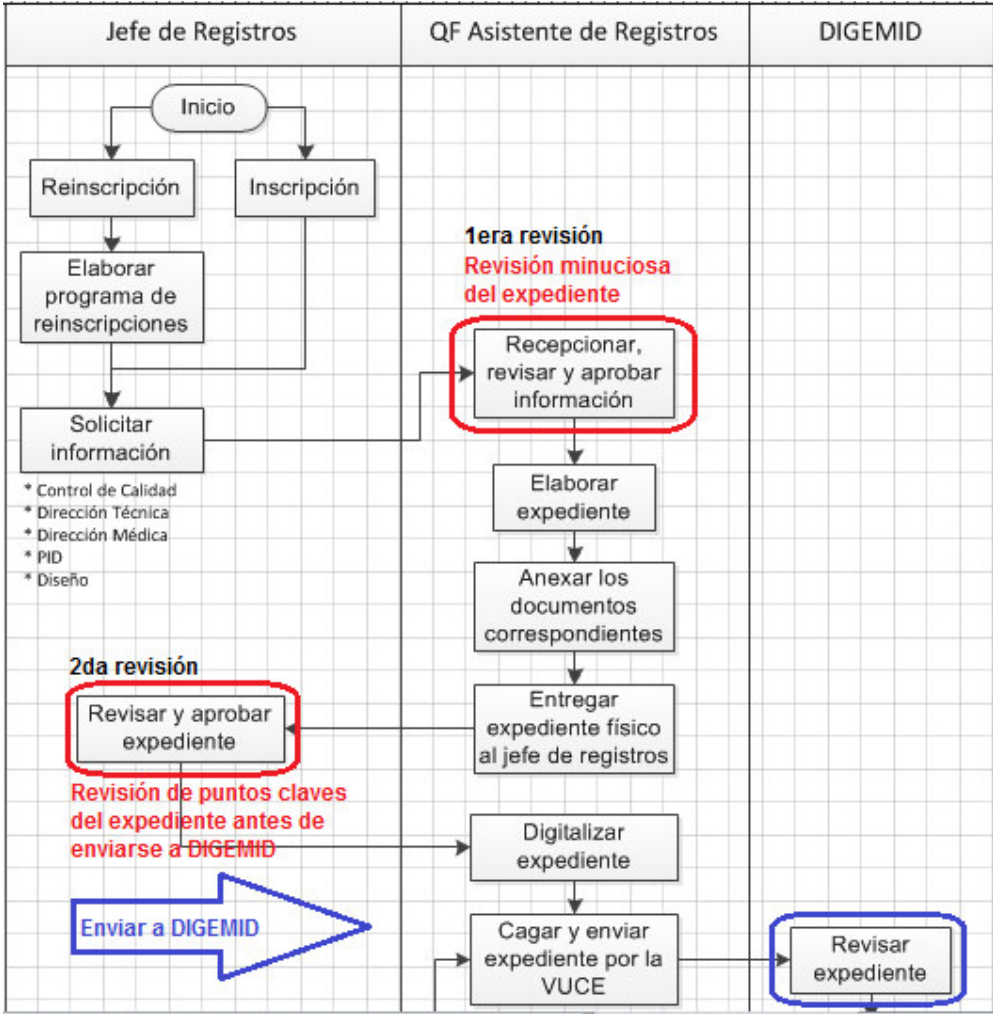 Jefe de Registros
QF Asistente de Registros
DIGEMID
Inicio
Reinscripción
Inscripción
Elaborar
programa de
reinscripciones
Solicitar
información
* Control de Calidad
* Dirección Técnica
* Dirección Médica
* PID
* Diseño
1era revisión
Revisión minuciosa
del expediente
Recepcionar,
revisar y aprobar
información
Elaborar
expediente
Anexar los
documentos
correspondientes
Entregar
expediente físico
al jefe de registros
2da revisión
Revisar y aprobar
expediente
Revisión de puntos claves
del expediente antes de
enviarse a DIGEMID
Digitalizar
expediente
Enviar a DIGEMID
Cagar y enviar
expediente por la
VUCE
Revisar
expediente